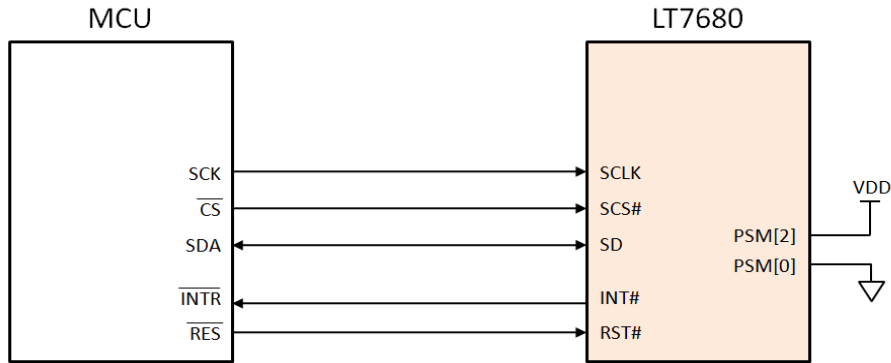 MCU
LT7680
SCK
SCLK
CS
SCS#
SDA
SD
INTR
INT#
RES
RST#
VDD
PSM[2]
PSM[0]